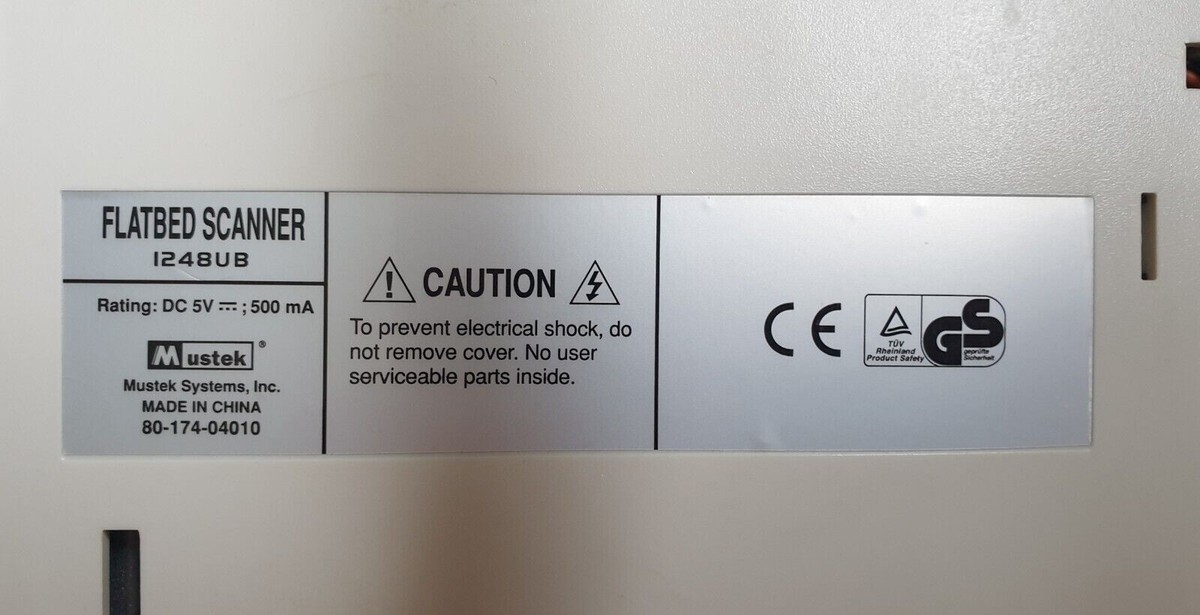 FLATBED SCANNER
1248UB
Rating: DC 5V ⎓ ; 500 mA
Mustek®
Mustek Systems, Inc.
MADE IN CHINA
80-174-04010
CAUTION
To prevent electrical shock, do
not remove cover. No user
serviceable parts inside.
CE
TÜV
Rheinland
Product Safety
GS
geprüfte
Sicherheit